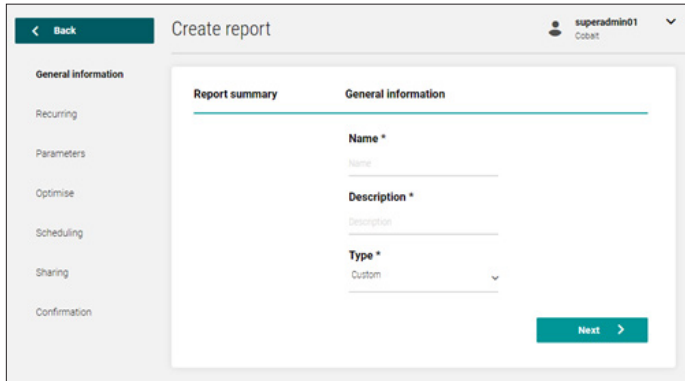 Back
Create report
superadmin01
Cobalt
General information
Recurring
Parameters
Optimise
Scheduling
Sharing
Confirmation
Report summary
General information
Name *
Name
Description *
Description
Type *
Custom
Next